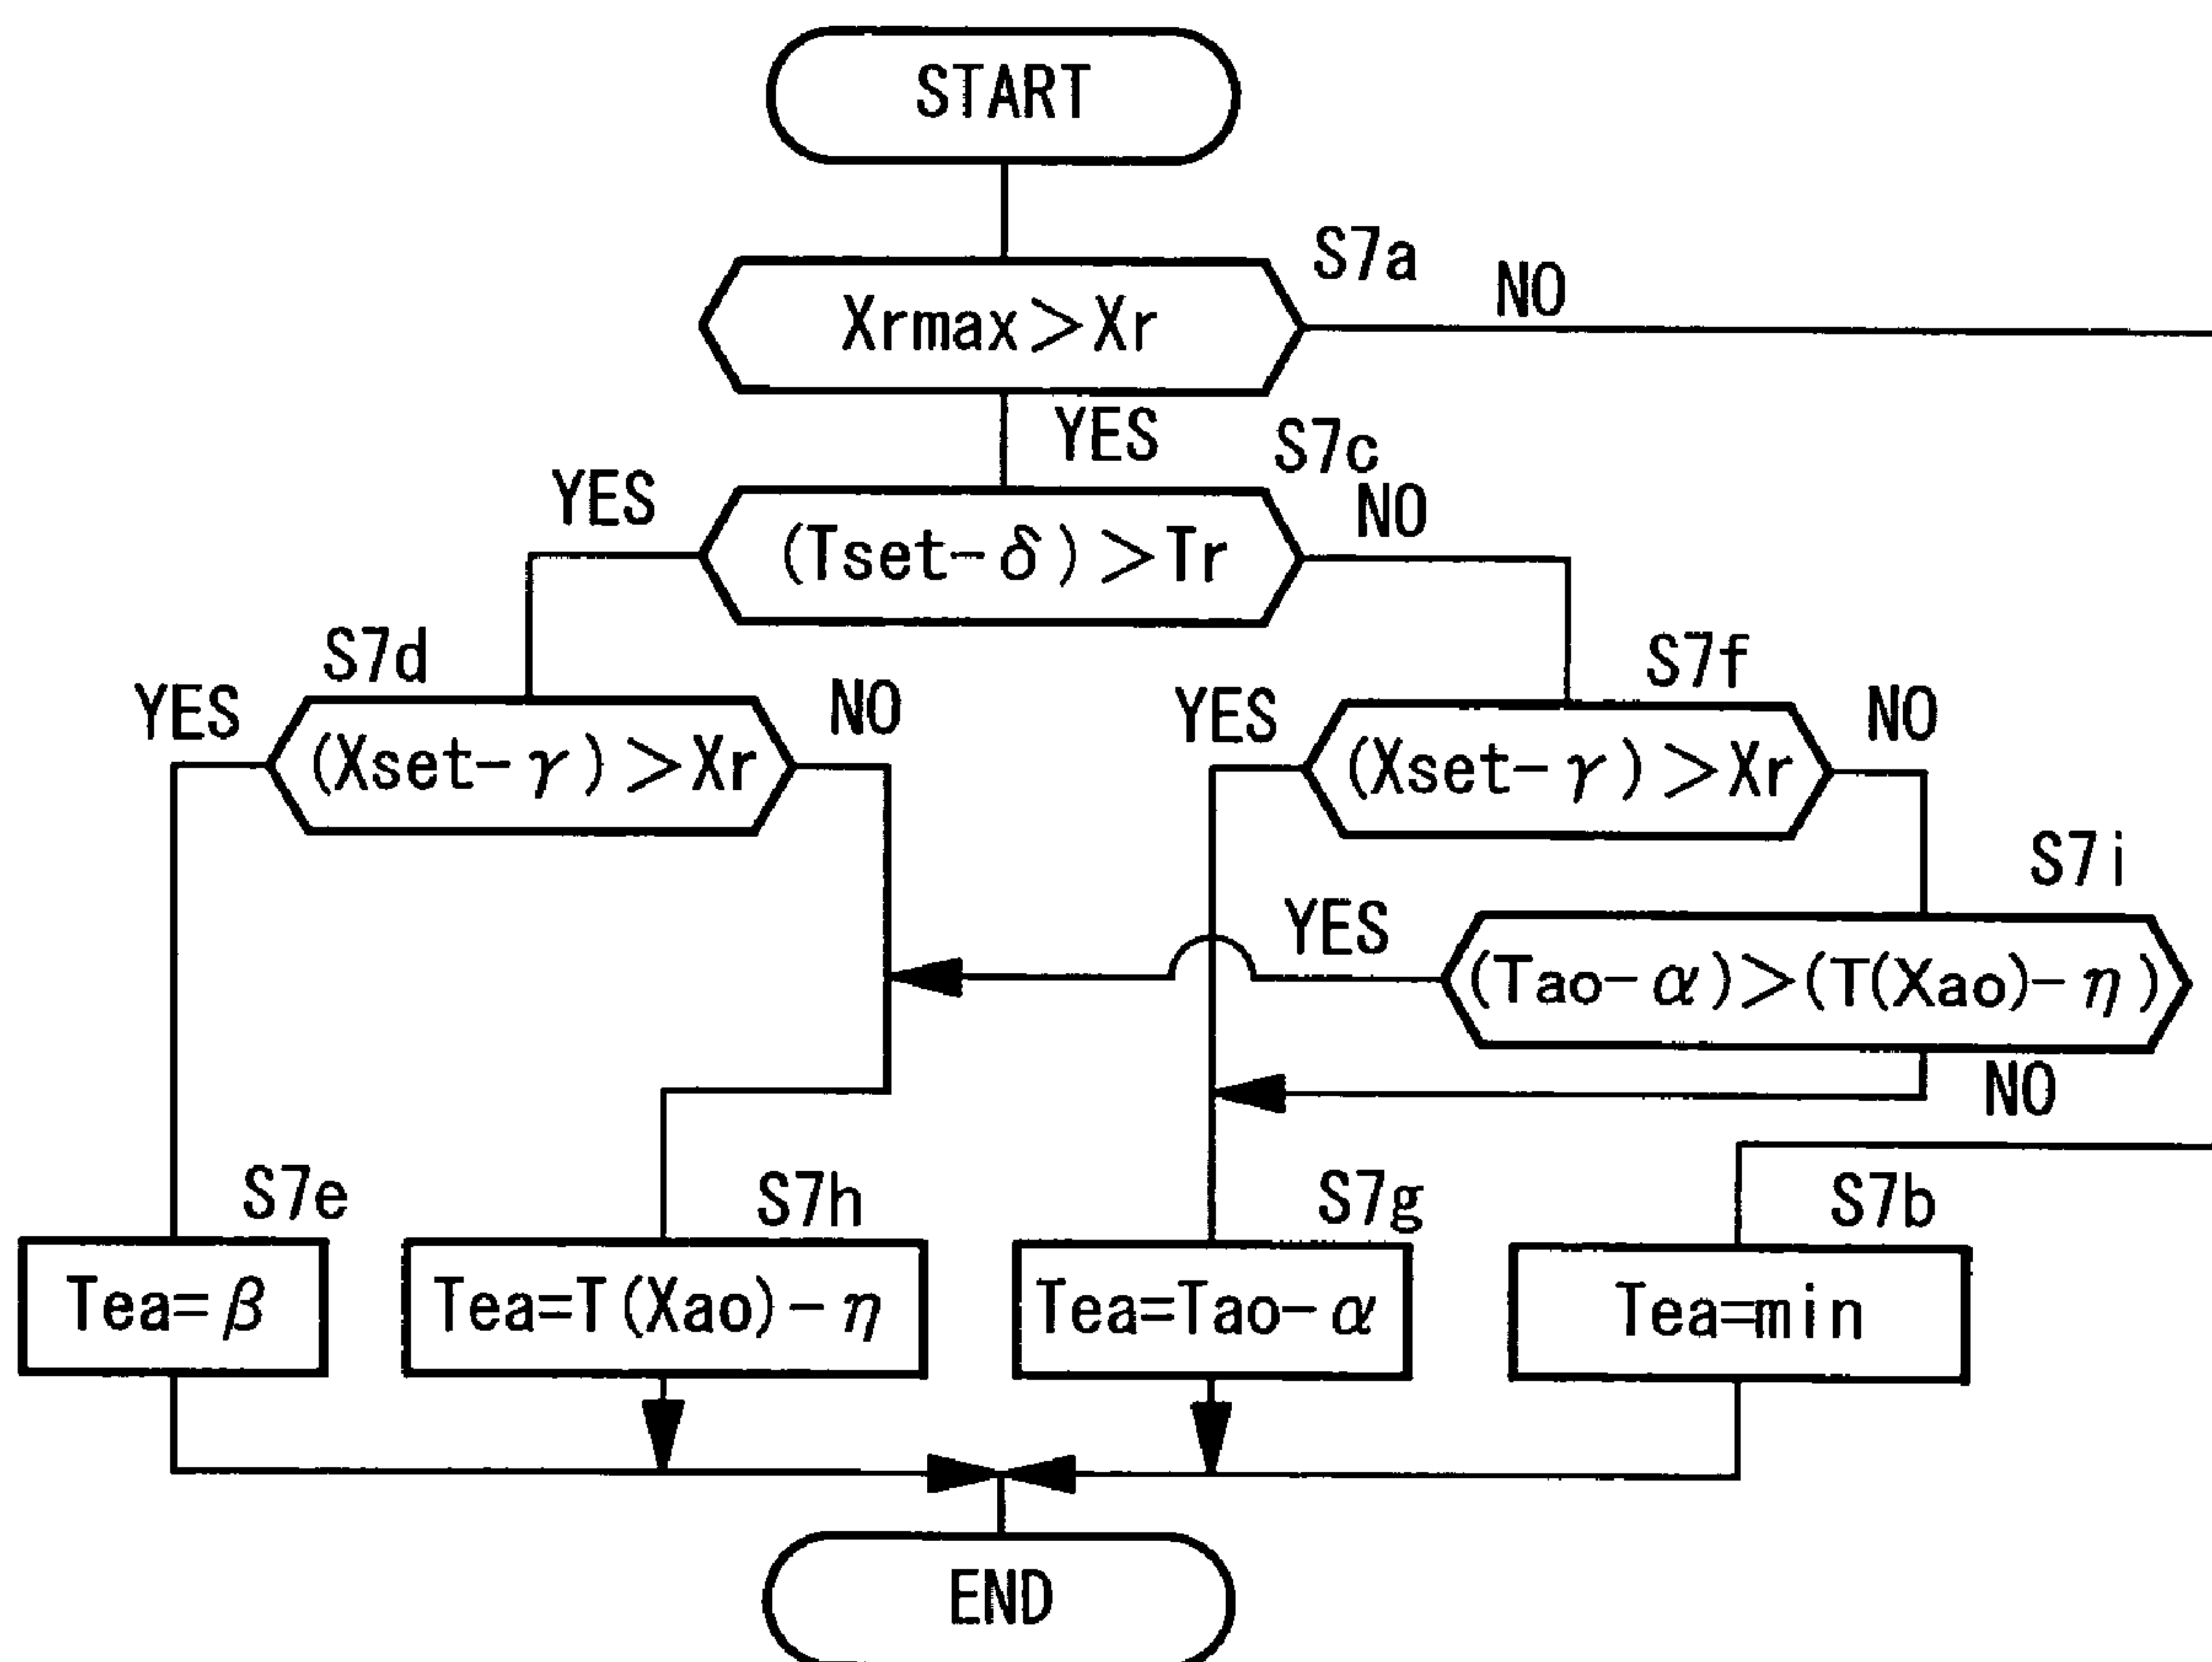 START
S7a
NO
Xrmax>Xr
YES
S7c
YES
NO
(Tset-δ)>Tr
S7d
S7f
YES
NO
YES
NO
(Xset-γ)>Xr
(Xset-γ)>Xr
S7i
YES
(Tao-α)>(T(Xao)-η)
NO
S7e
S7h
S7g
S7b
Tea=β
Tea=T(Xao)-η
Tea=Tao-α
Tea=min
END